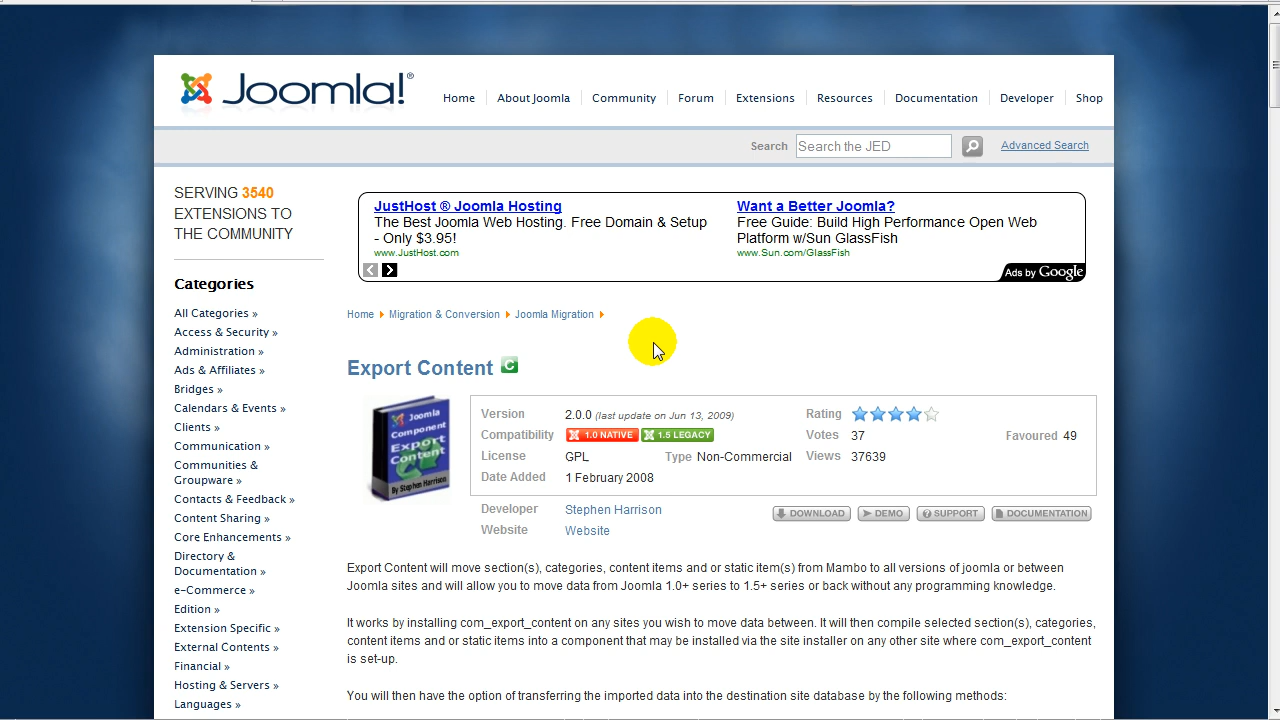 Joomla!®
Home
About Joomla
Community
Forum
Extensions
Resources
Documentation
Developer
Shop
Search
Search the JED
Advanced Search
SERVING 3540
EXTENSIONS TO
THE COMMUNITY
JustHost ® Joomla Hosting
The Best Joomla Web Hosting. Free Domain & Setup
- Only $3.95!
www.JustHost.com
Want a Better Joomla?
Free Guide: Build High Performance Open Web
Platform w/Sun GlassFish
www.Sun.com/GlassFish
Ads by Google
Categories
All Categories »
Access & Security »
Administration »
Ads & Affiliates »
Bridges »
Calendars & Events »
Clients »
Communication »
Communities &
Groupware »
Contacts & Feedback »
Content Sharing »
Core Enhancements »
Directory &
Documentation »
e-Commerce »
Edition »
Extension Specific »
External Contents »
Financial »
Hosting & Servers »
Languages »
Home
Migration & Conversion
Joomla Migration
Export Content C
Joomla
Component
Export
Content
By Stephen Harrison
Version 2.0.0 (last update on Jun 13, 2009)
Compatibility 1.0 NATIVE 1.5 LEGACY
License GPL Type Non-Commercial
Date Added 1 February 2008
Rating
Votes 37 Favoured 49
Views 37639
Developer Stephen Harrison
Website Website
DOWNLOAD
DEMO
SUPPORT
DOCUMENTATION
Export Content will move section(s), categories, content items and or static item(s) from Mambo to all versions of joomla or between
Joomla sites and will allow you to move data from Joomla 1.0+ series to 1.5+ series or back without any programming knowledge.
It works by installing com_export_content on any sites you wish to move data between. It will then compile selected section(s), categories,
content items and or static items into a component that may be installed via the site installer on any other site where com_export_content
is set-up.
You will then have the option of transferring the imported data into the destination site database by the following methods: